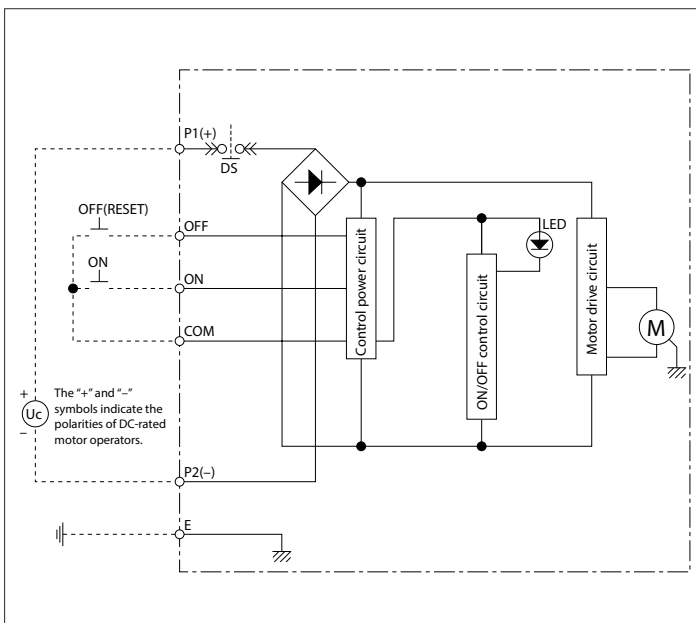 P1(+)
DS
OFF(RESET)
OFF
ON
ON
COM
LED
Control power circuit
ON/OFF control circuit
Motor drive circuit
M
+
Uc
–
The “+” and “–”
symbols indicate the
polarities of DC-rated
motor operators.
P2(–)
E